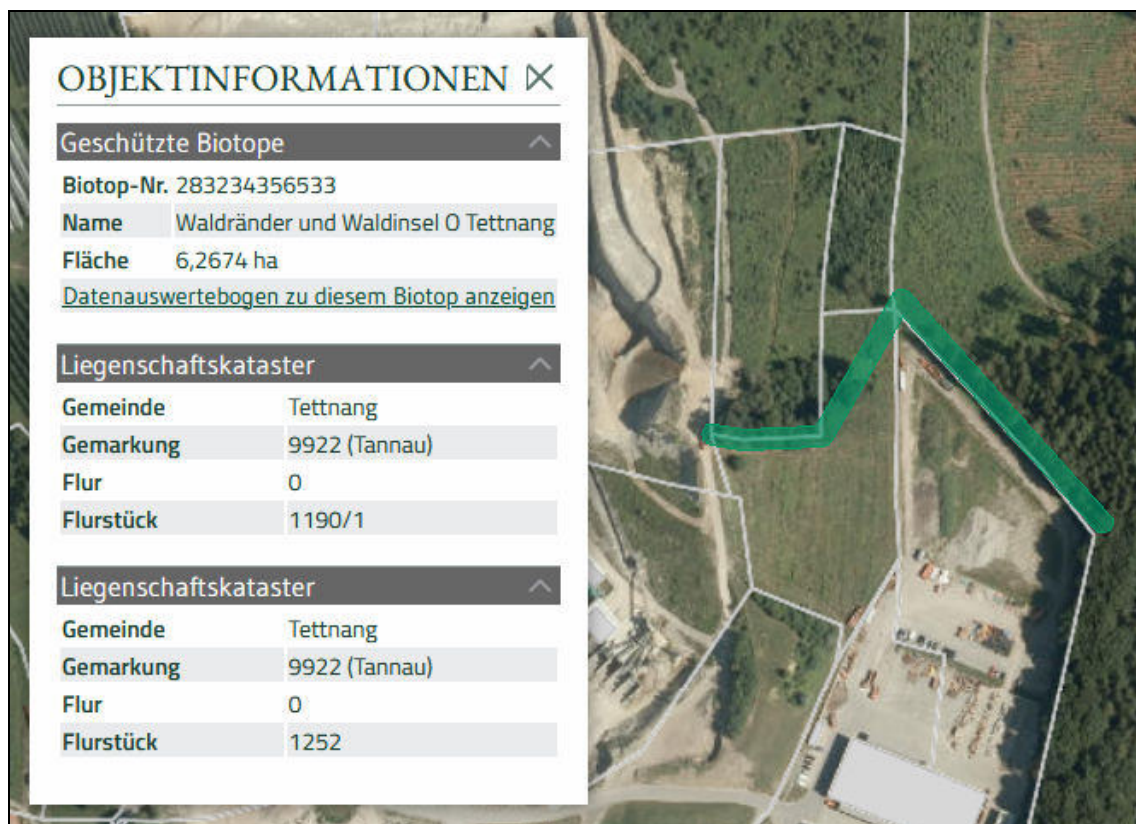 OBJEKTINFORMATIONEN
Geschützte Biotope
Biotop-Nr. 283234356533
Name Waldränder und Waldinsel O Tettnang
Fläche 6,2674 ha
Datenauswertebogen zu diesem Biotop anzeigen
Liegenschaftskataster
Gemeinde Tettnang
Gemarkung 9922 (Tannau)
Flur 0
Flurstück 1190/1
Liegenschaftskataster
Gemeinde Tettnang
Gemarkung 9922 (Tannau)
Flur 0
Flurstück 1252